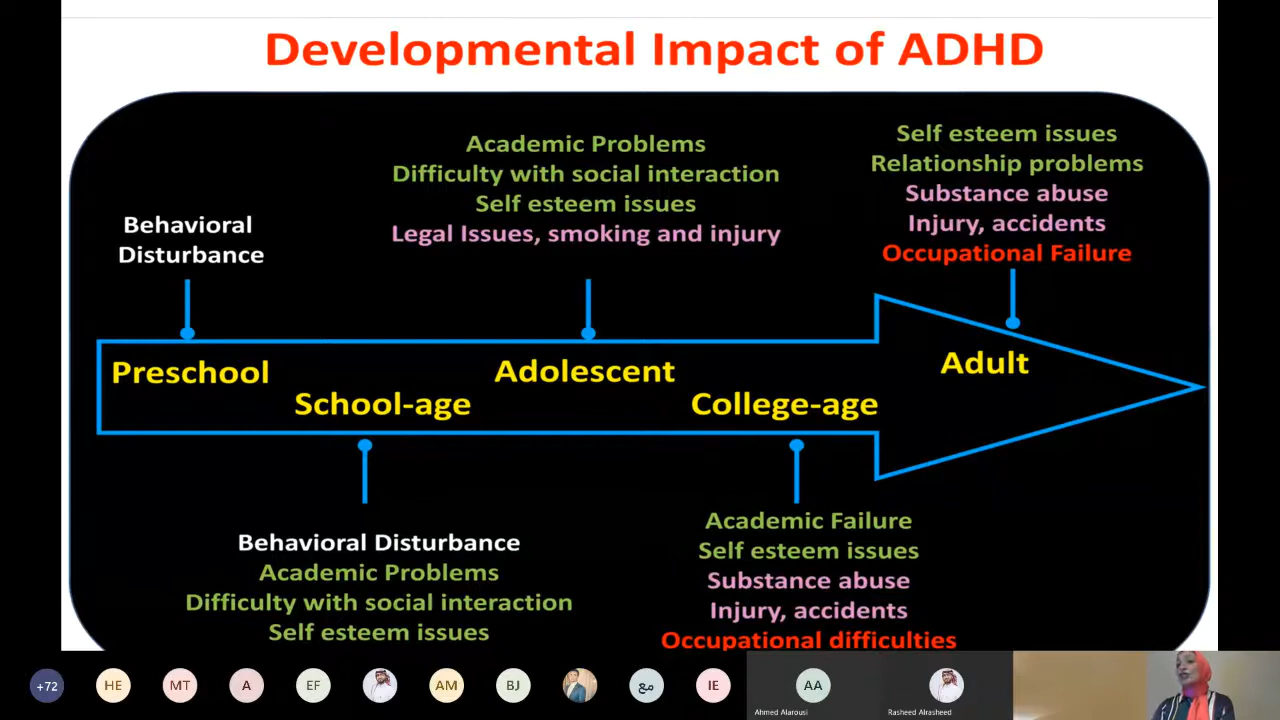 Developmental Impact of ADHD
Behavioral
Disturbance
Academic Problems
Difficulty with social interaction
Self esteem issues
Legal Issues, smoking and injury
Self esteem issues
Relationship problems
Substance abuse
Injury, accidents
Occupational Failure
Preschool
School-age
Adolescent
College-age
Adult
Behavioral Disturbance
Academic Problems
Difficulty with social interaction
Self esteem issues
Academic Failure
Self esteem issues
Substance abuse
Injury, accidents
Occupational difficulties
+72
HE
MT
A
EF
AM
BJ
مع
IE
AA
Ahmed Alarousi
Rasheed Alrasheed